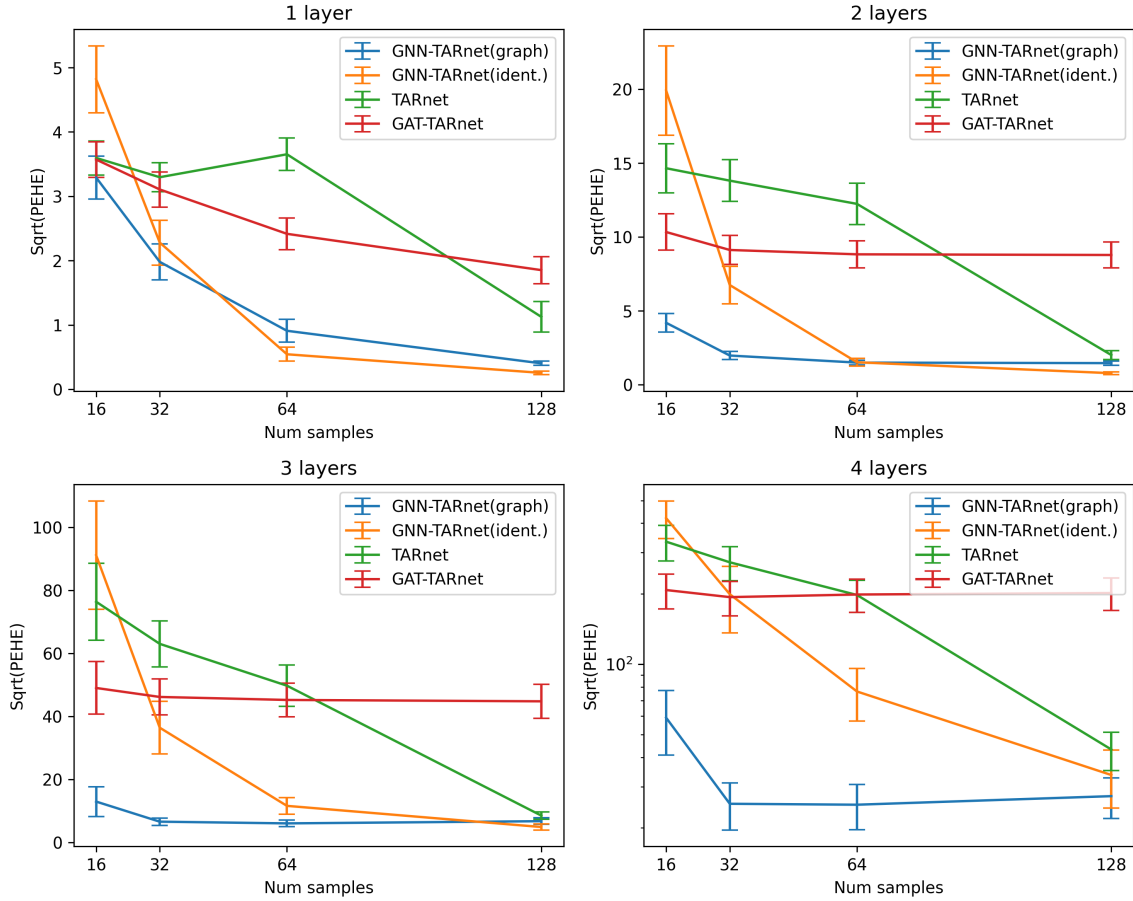 1 layer
Sqrt(PEHE)
5
4
3
2
1
0
GNN-TARnet(graph)
GNN-TARnet(ident.)
TARnet
GAT-TARnet
16 32 64 128
Num samples
2 layers
Sqrt(PEHE)
20
15
10
5
0
GNN-TARnet(graph)
GNN-TARnet(ident.)
TARnet
GAT-TARnet
16 32 64 128
Num samples
3 layers
Sqrt(PEHE)
100
80
60
40
20
0
GNN-TARnet(graph)
GNN-TARnet(ident.)
TARnet
GAT-TARnet
16 32 64 128
Num samples
4 layers
Sqrt(PEHE)
10²
GNN-TARnet(graph)
GNN-TARnet(ident.)
TARnet
GAT-TARnet
16 32 64 128
Num samples